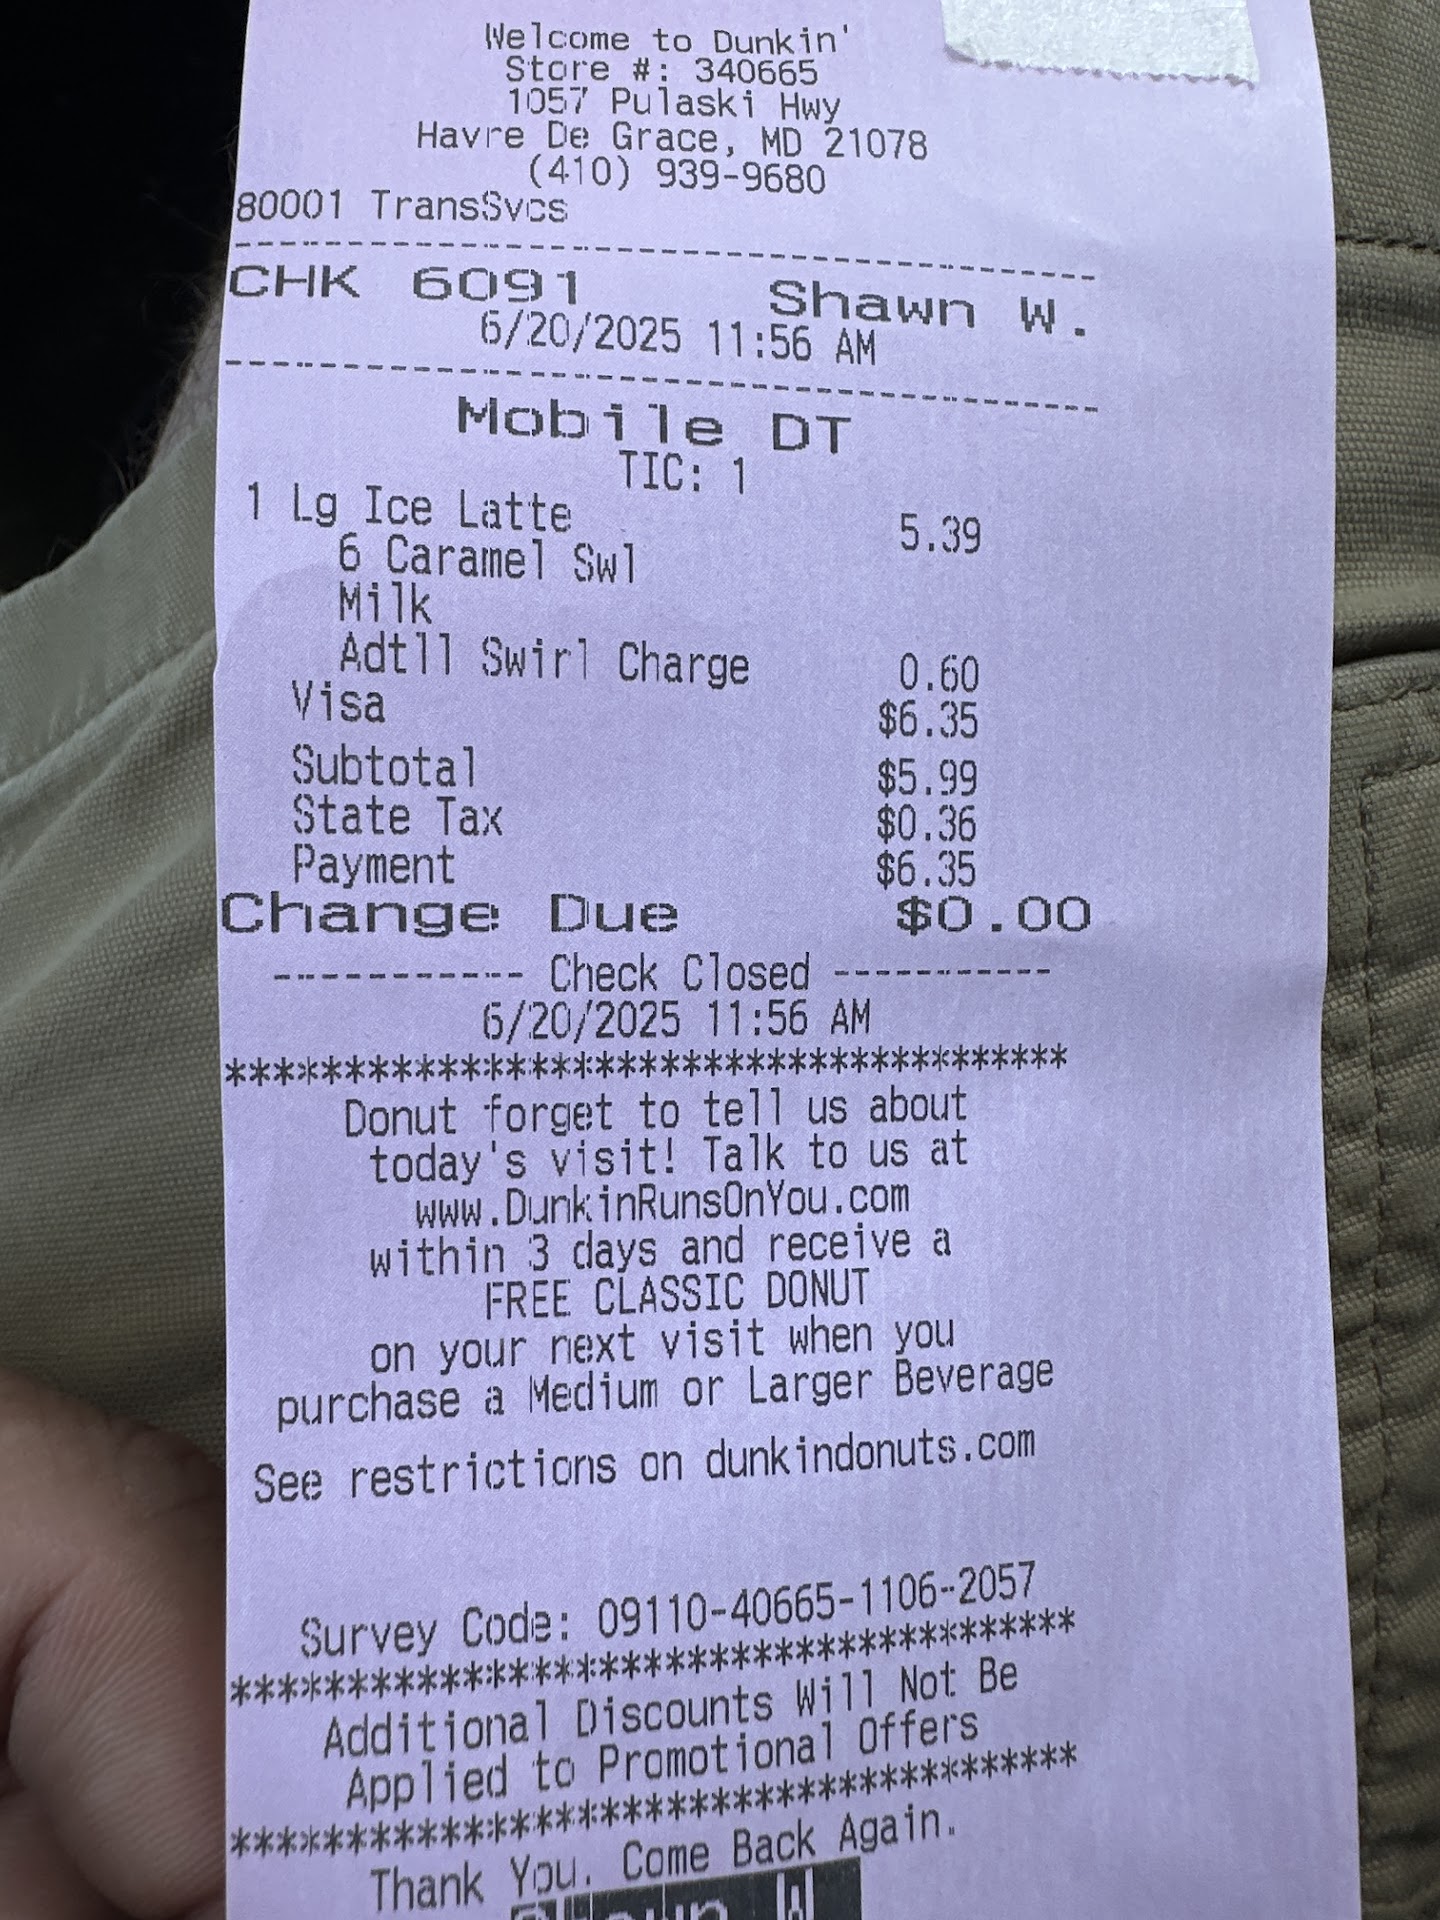 Welcome to Dunkin'
Store #: 340665
1057 Pulaski Hwy
Havre De Grace, MD 21078
(410) 939-9680
80001 TransSvcs
------------------------------------
CHK 6091 Shawn W.
6/20/2025 11:56 AM
------------------------------------
Mobile DT
TIC: 1
1 Lg Ice Latte 5.39
6 Caramel Swl
Milk
Adtll Swirl Charge 0.60
Visa $6.35
Subtotal $5.99
State Tax $0.36
Payment $6.35
Change Due $0.00
----------- Check Closed ----------
6/20/2025 11:56 AM
************************************
Donut forget to tell us about
today's visit! Talk to us at
www.DunkinRunsOnYou.com
within 3 days and receive a
FREE CLASSIC DONUT
on your next visit when you
purchase a Medium or Larger Beverage
See restrictions on dunkindonuts.com
Survey Code: 09110-40665-1106-2057
************************************
Additional Discounts Will Not Be
Applied to Promotional Offers
************************************
Thank You. Come Back Again.